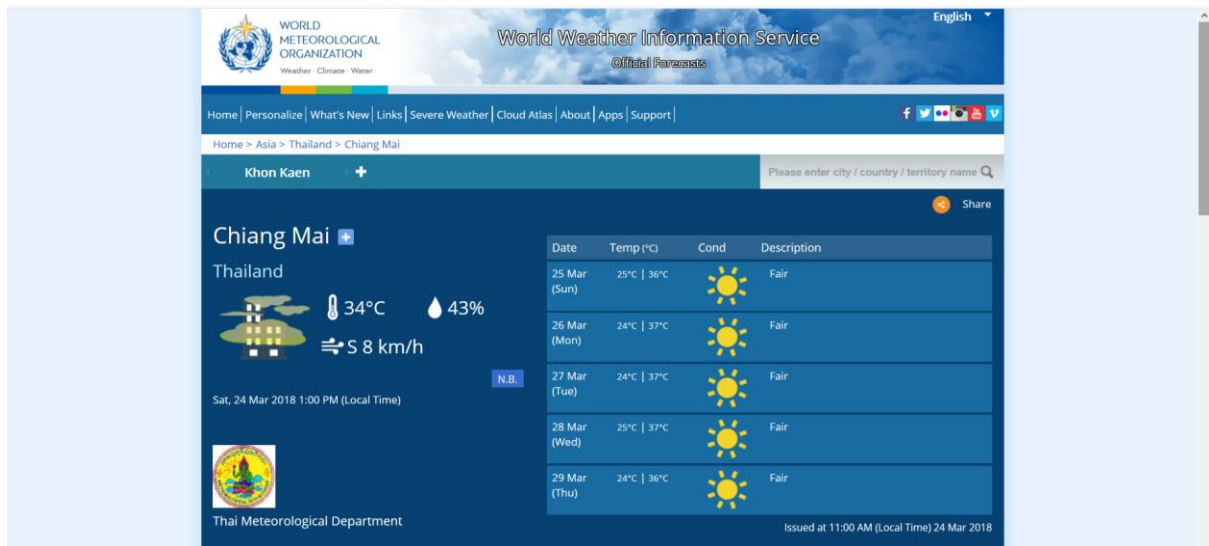 WORLD
METEOROLOGICAL
ORGANIZATION
Weather · Climate · Water
World Weather Information Service
Official Forecasts
English
Home | Personalize | What's New | Links | Severe Weather | Cloud Atlas | About | Apps | Support |
Home > Asia > Thailand > Chiang Mai
Khon Kaen
Please enter city / country / territory name
Share
Chiang Mai
Thailand
34°C 43%
S 8 km/h
N.B.
Sat, 24 Mar 2018 1:00 PM (Local Time)
Thai Meteorological Department
Date Temp (°C) Cond Description
25 Mar 25°C | 36°C Fair
(Sun)
26 Mar 24°C | 37°C Fair
(Mon)
27 Mar 24°C | 37°C Fair
(Tue)
28 Mar 25°C | 37°C Fair
(Wed)
29 Mar 24°C | 36°C Fair
(Thu)
Issued at 11:00 AM (Local Time) 24 Mar 2018